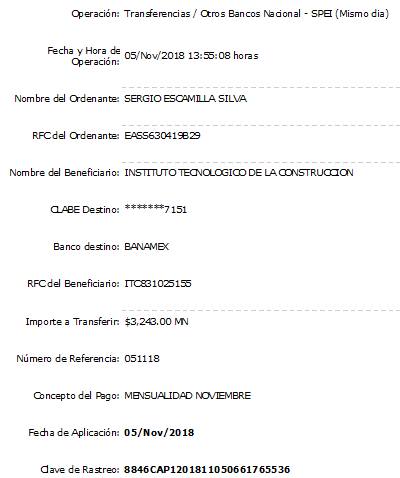 Operación: Transferencias / Otros Bancos Nacional - SPEI (Mismo dia)
Fecha y Hora de
Operación: 05/Nov/2018 13:55:08 horas
Nombre del Ordenante: SERGIO ESCAMILLA SILVA
RFC del Ordenante: EASS630419B29
Nombre del Beneficiario: INSTITUTO TECNOLOGICO DE LA CONSTRUCCION
CLABE Destino: *******7151
Banco destino: BANAMEX
RFC del Beneficiario: ITC831025155
Importe a Transferir: $3,243.00 MN
Número de Referencia: 051118
Concepto del Pago: MENSUALIDAD NOVIEMBRE
Fecha de Aplicación: 05/Nov/2018
Clave de Rastreo: 8846CAP1201811050661765536